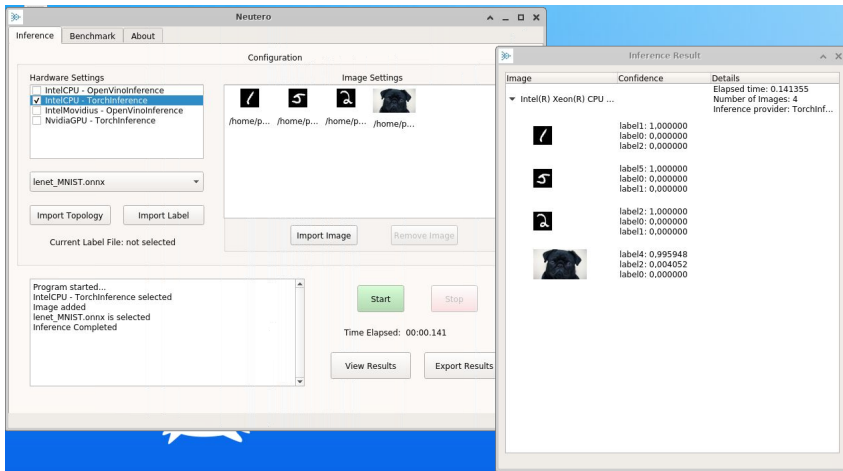 Neutero
Inference Benchmark About
Configuration
Hardware Settings
IntelCPU - OpenVinoInference
IntelCPU - TorchInference
IntelMovidius - OpenVinoInference
NvidiaGPU - TorchInference
lenet_MNIST.onnx
Import Topology Import Label
Current Label File: not selected
Image Settings
/home/p... /home/p... /home/p... /home/p...
Import Image Remove Image
Program started...
IntelCPU - TorchInference selected
Image added
lenet_MNIST.onnx is selected
Inference Completed
Start Stop
Time Elapsed: 00:00.141
View Results Export Results
Inference Result
Image Confidence Details
Intel(R) Xeon(R) CPU ...
Elapsed time: 0.141355
Number of Images: 4
Inference provider: TorchInf...
1
label1: 1,000000
label0: 0,000000
label2: 0,000000
5
label5: 1,000000
label0: 0,000000
label1: 0,000000
2
label2: 1,000000
label0: 0,000000
label1: 0,000000
label4: 0,995948
label2: 0,004052
label0: 0,000000